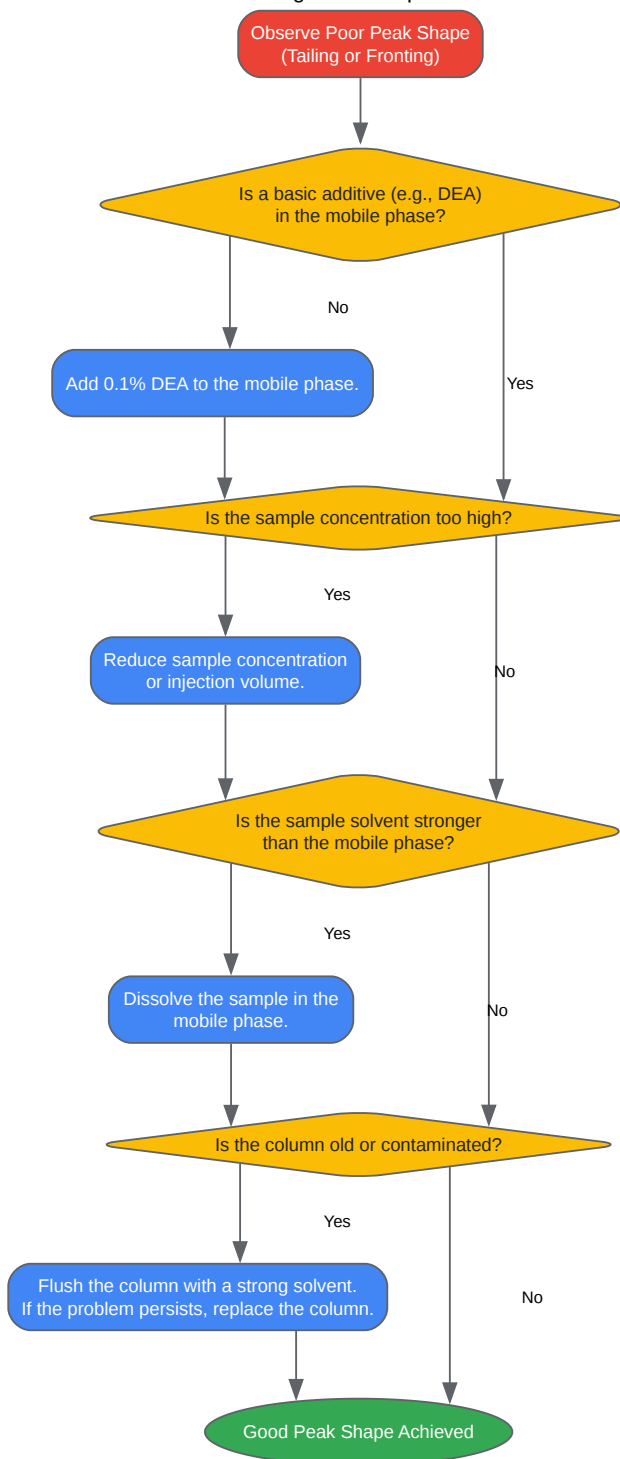 Observe Poor Peak Shape
(Tailing or Fronting)
Is a basic additive (e.g., DEA)
in the mobile phase?
No
Add 0.1% DEA to the mobile phase.
Yes
Is the sample concentration too high?
Yes
Reduce sample concentration
or injection volume.
No
Is the sample solvent stronger
than the mobile phase?
Yes
Dissolve the sample in the
mobile phase.
No
Is the column old or contaminated?
Yes
Flush the column with a strong solvent.
If the problem persists, replace the column.
No
Good Peak Shape Achieved